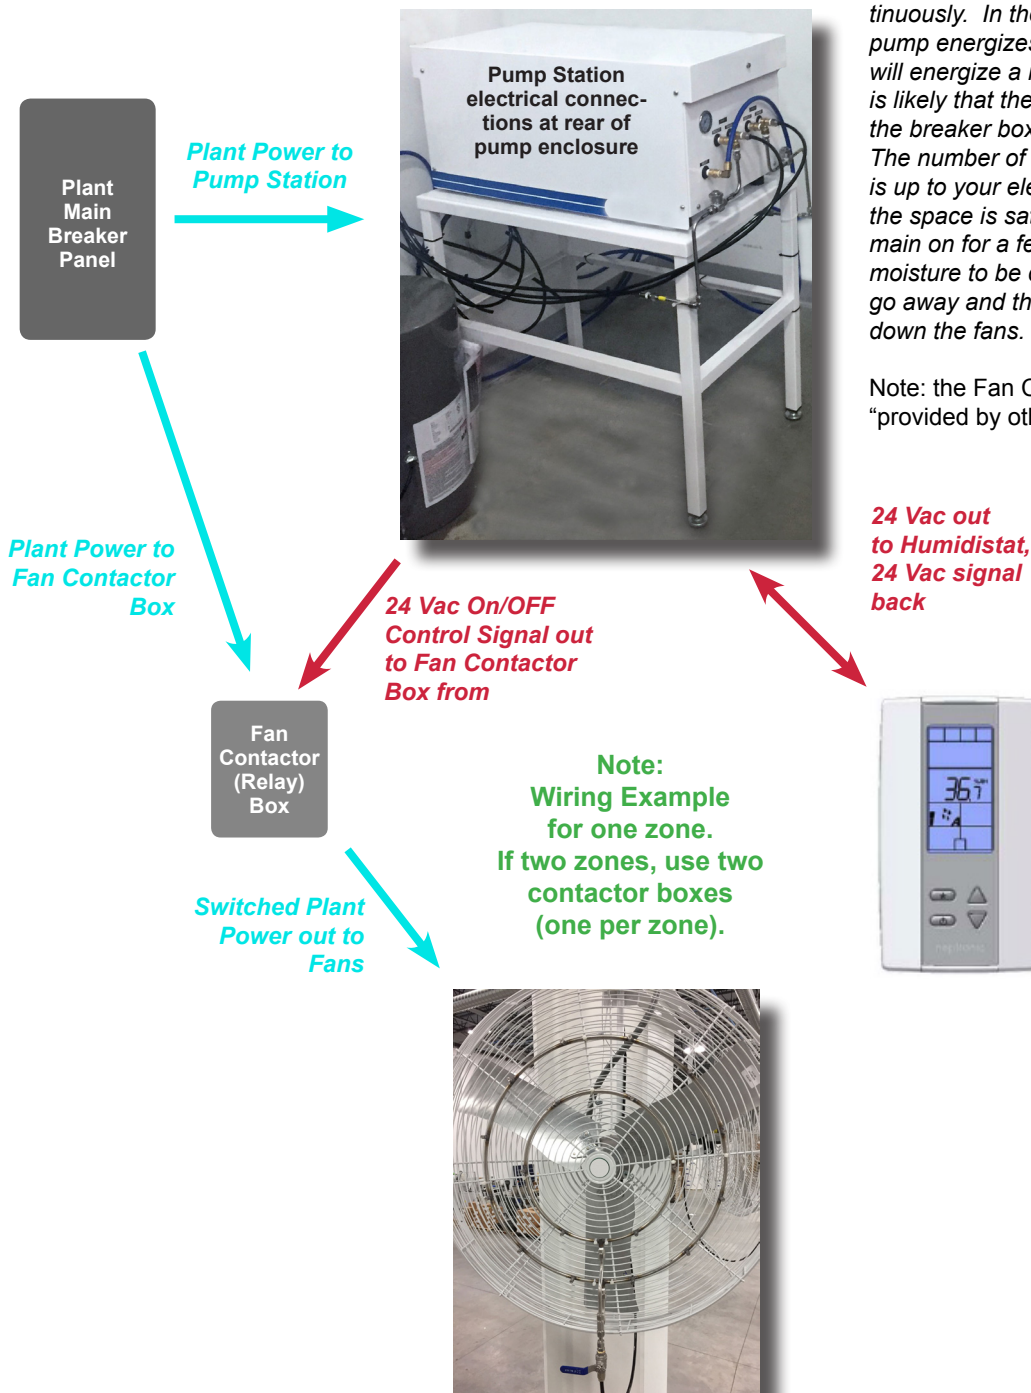 tinuously. In the
pump energizes
will energize a
is likely that the
the breaker box
The number of
is up to your ele
the space is sat
main on for a fe
moisture to be
go away and th
down the fans.
Note: the Fan C
“provided by oth
Pump Station
electrical connec-
tions at rear of
pump enclosure
Plant
Main
Breaker
Panel
Plant Power to
Pump Station
Plant Power to
Fan Contactor
Box
24 Vac On/OFF
Control Signal out
to Fan Contactor
Box from
24 Vac out
to Humidistat,
24 Vac signal
back
Fan
Contactor
(Relay)
Box
Note:
Wiring Example
for one zone.
If two zones, use two
contactor boxes
(one per zone).
36.7
%RH
A
neptronic
Switched Plant
Power out to
Fans